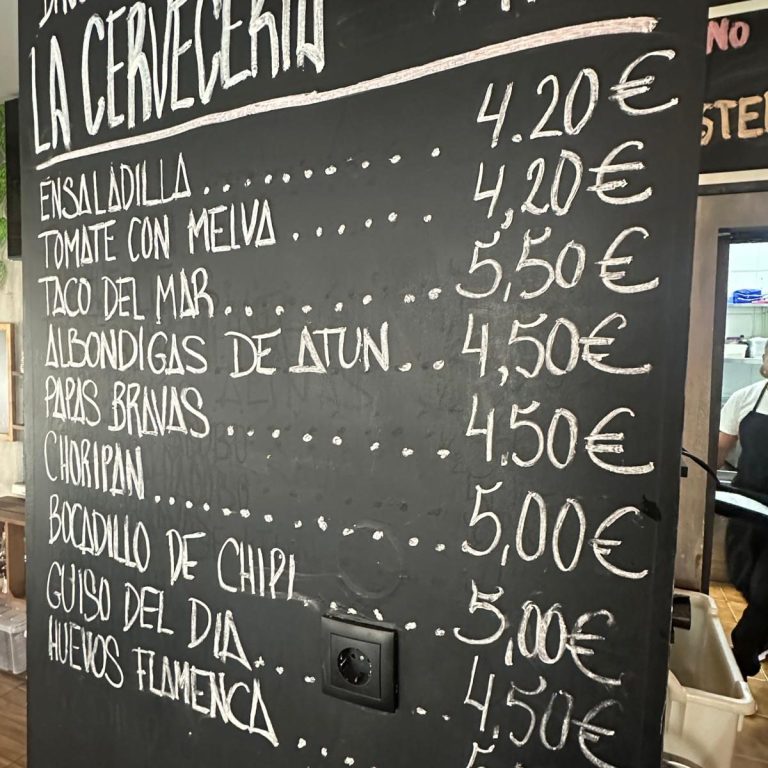 LA CERVECERIA
ENSALADILLA . . . . . . . . . . 4.20 €
TOMATE CON MELVA . . . . . . 4,20 €
TACO DEL MAR . . . . . . . . . 5,50 €
ALBONDIGAS DE ATUN . . 4,50 €
PAPAS BRAVAS . . . . . . . . 4.50 €
CHORIPAN . . . . . . . . . . . 5,00 €
BOCADILLO DE CHIPI . . . . 5,00 €
GUISO DEL DIA . . . . . . 4,50 €
HUEVOS FLAMENCA . . . .